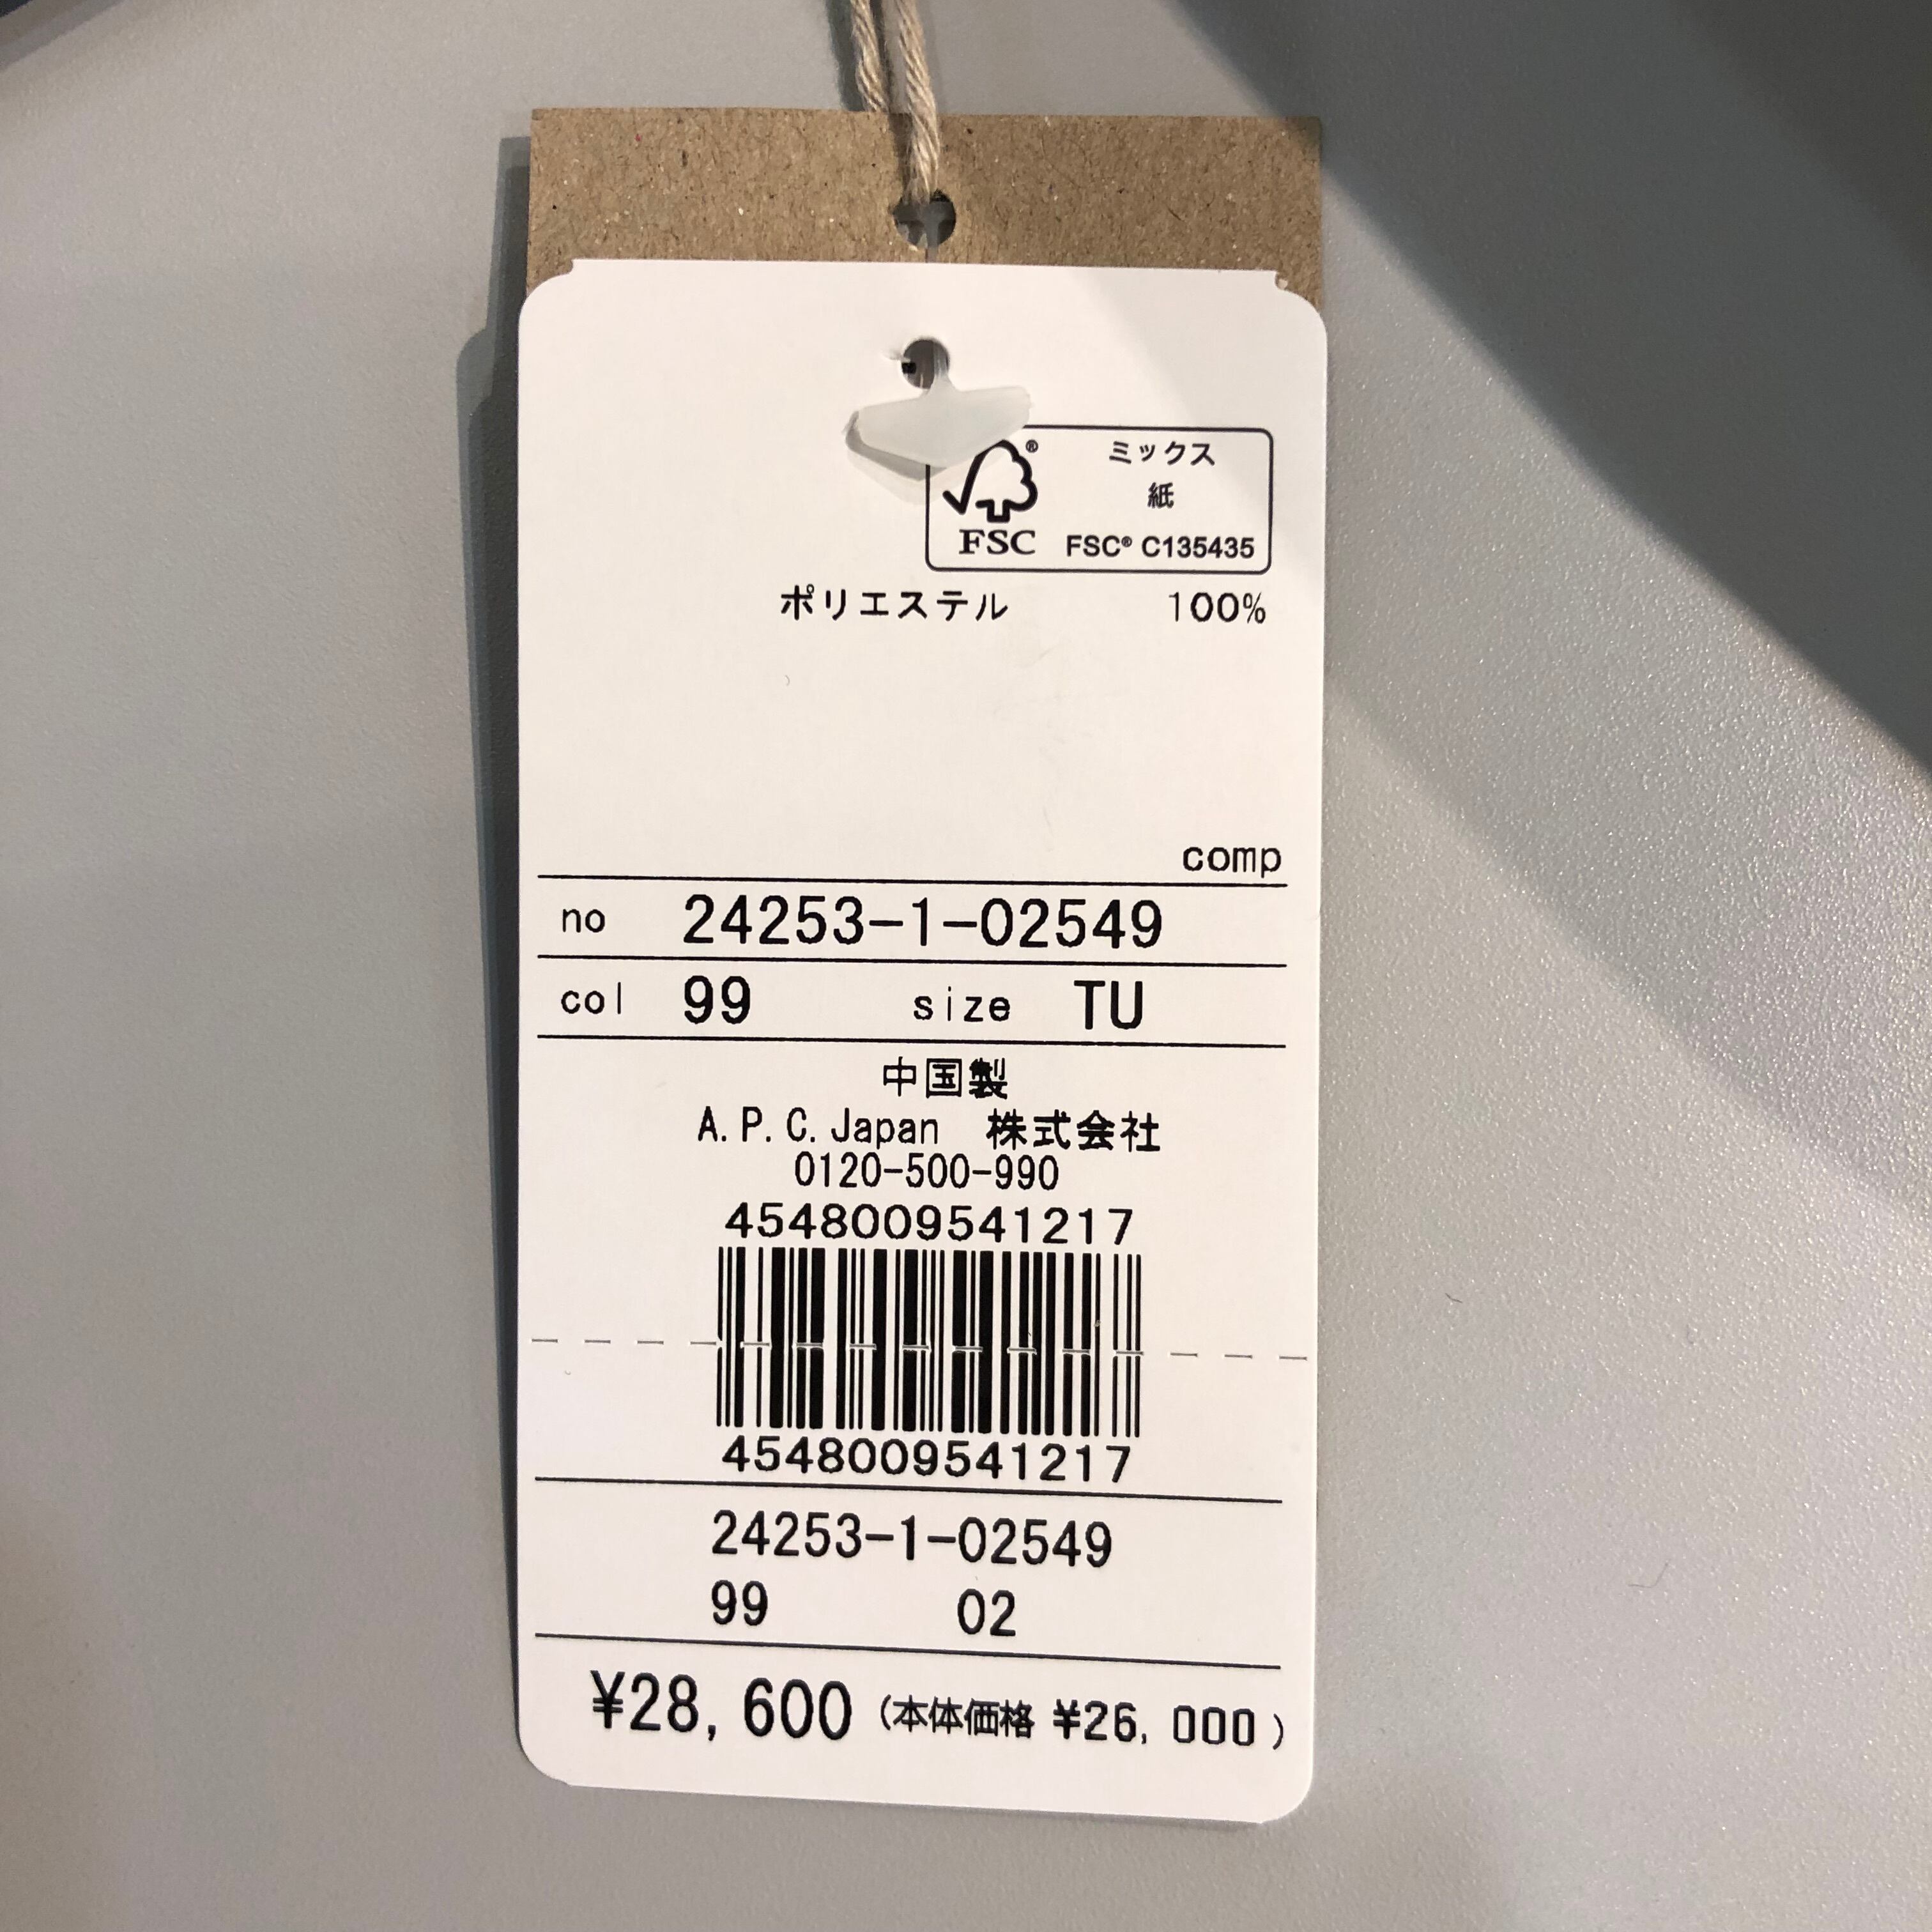 ミックス
紙
FSC® FSC® C135435
ポリエステル 100%
comp
no 24253-1-02549
col 99 size TU
中国製
A.P.C.Japan 株式会社
0120-500-990
4548009541217
4548009541217
24253-1-02549
99 02
¥28,600 (本体価格 ¥26,000)